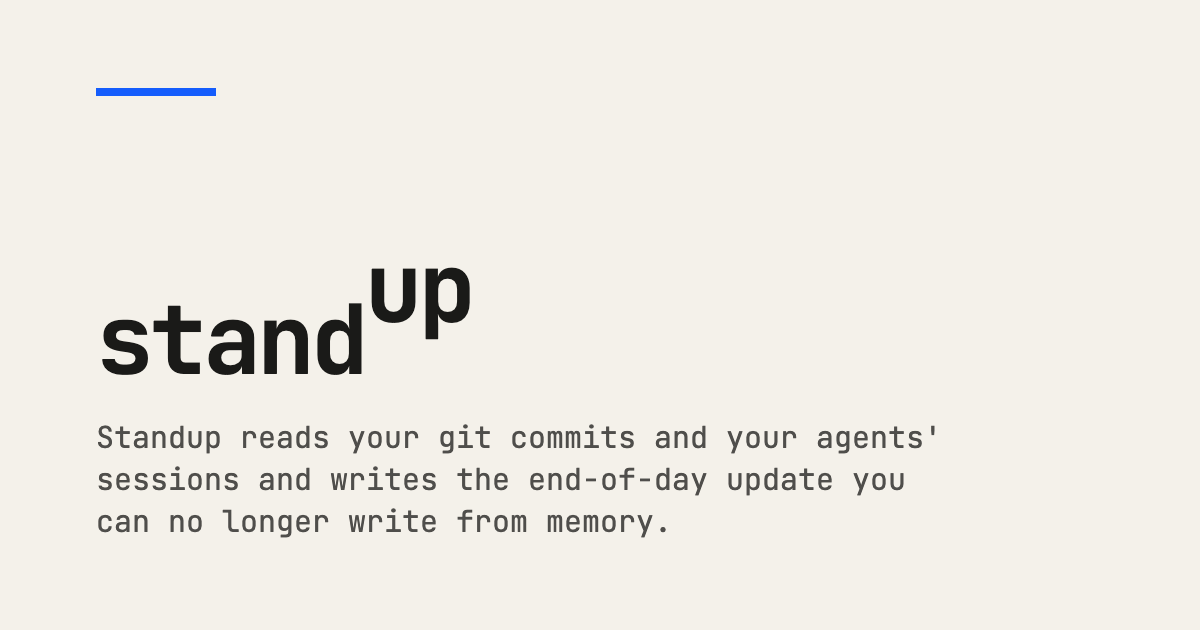 standup
Standup reads your git commits and your agents'
sessions and writes the end-of-day update you
can no longer write from memory.